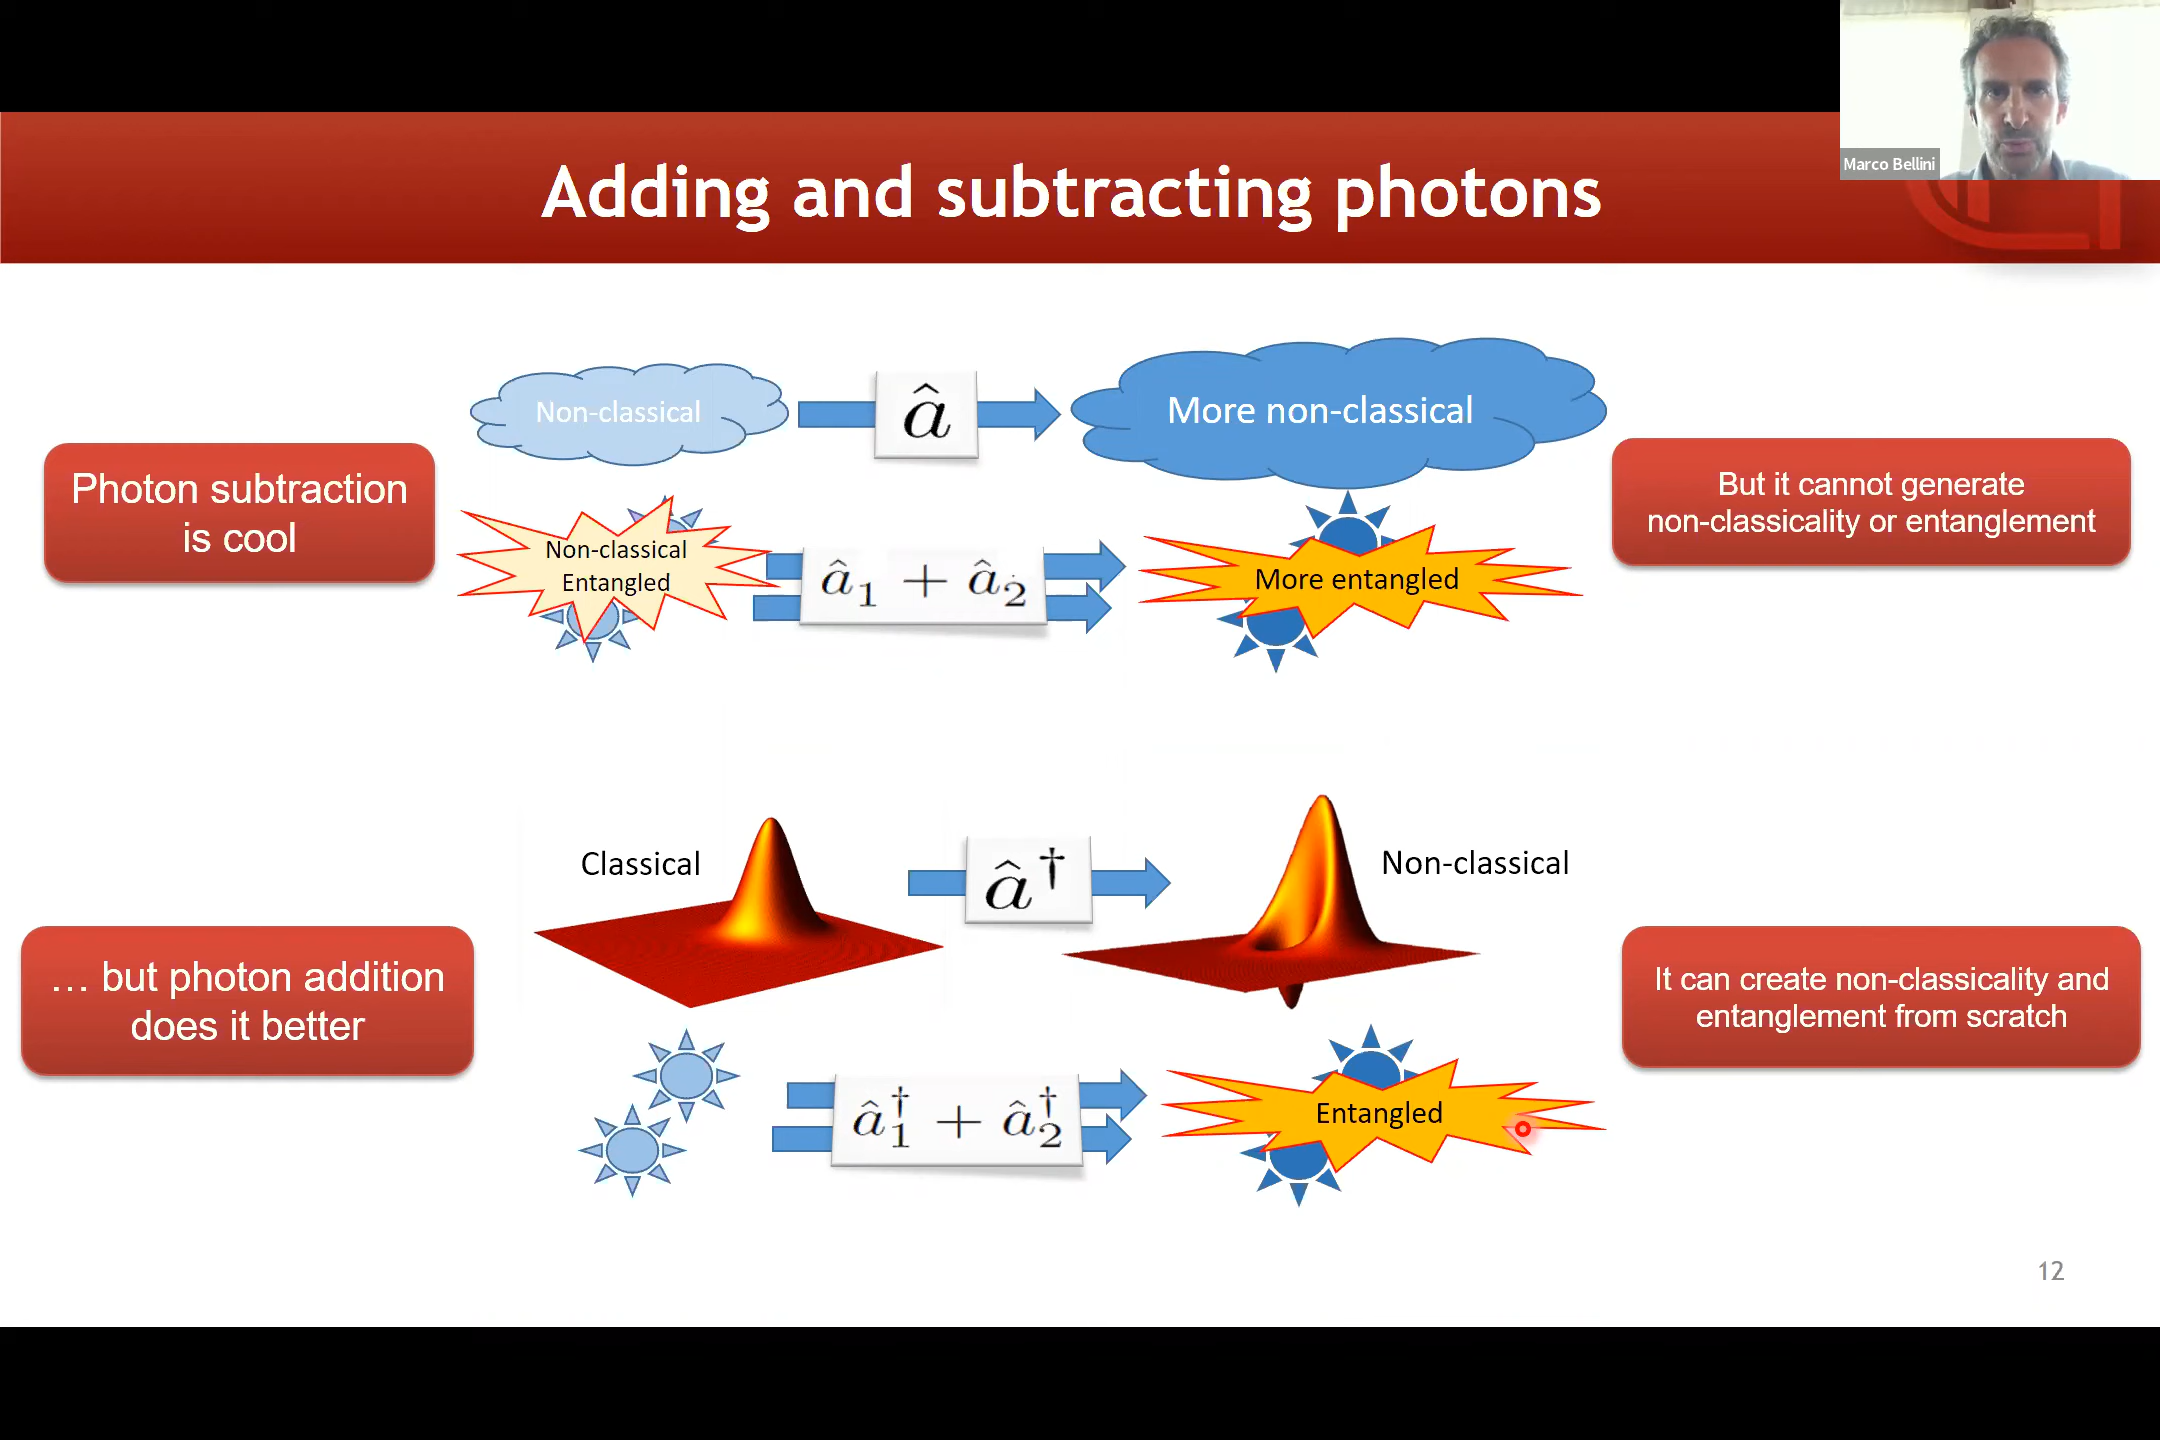 Marco Bellini
Adding and subtracting photons
Photon subtraction
is cool
Non-classical
â
More non-classical
Non-classical
Entangled
â₁ + â₂
More entangled
But it cannot generate
non-classicality or entanglement
… but photon addition
does it better
Classical
â†
Non-classical
â₁† + â₂†
Entangled
It can create non-classicality and
entanglement from scratch
12